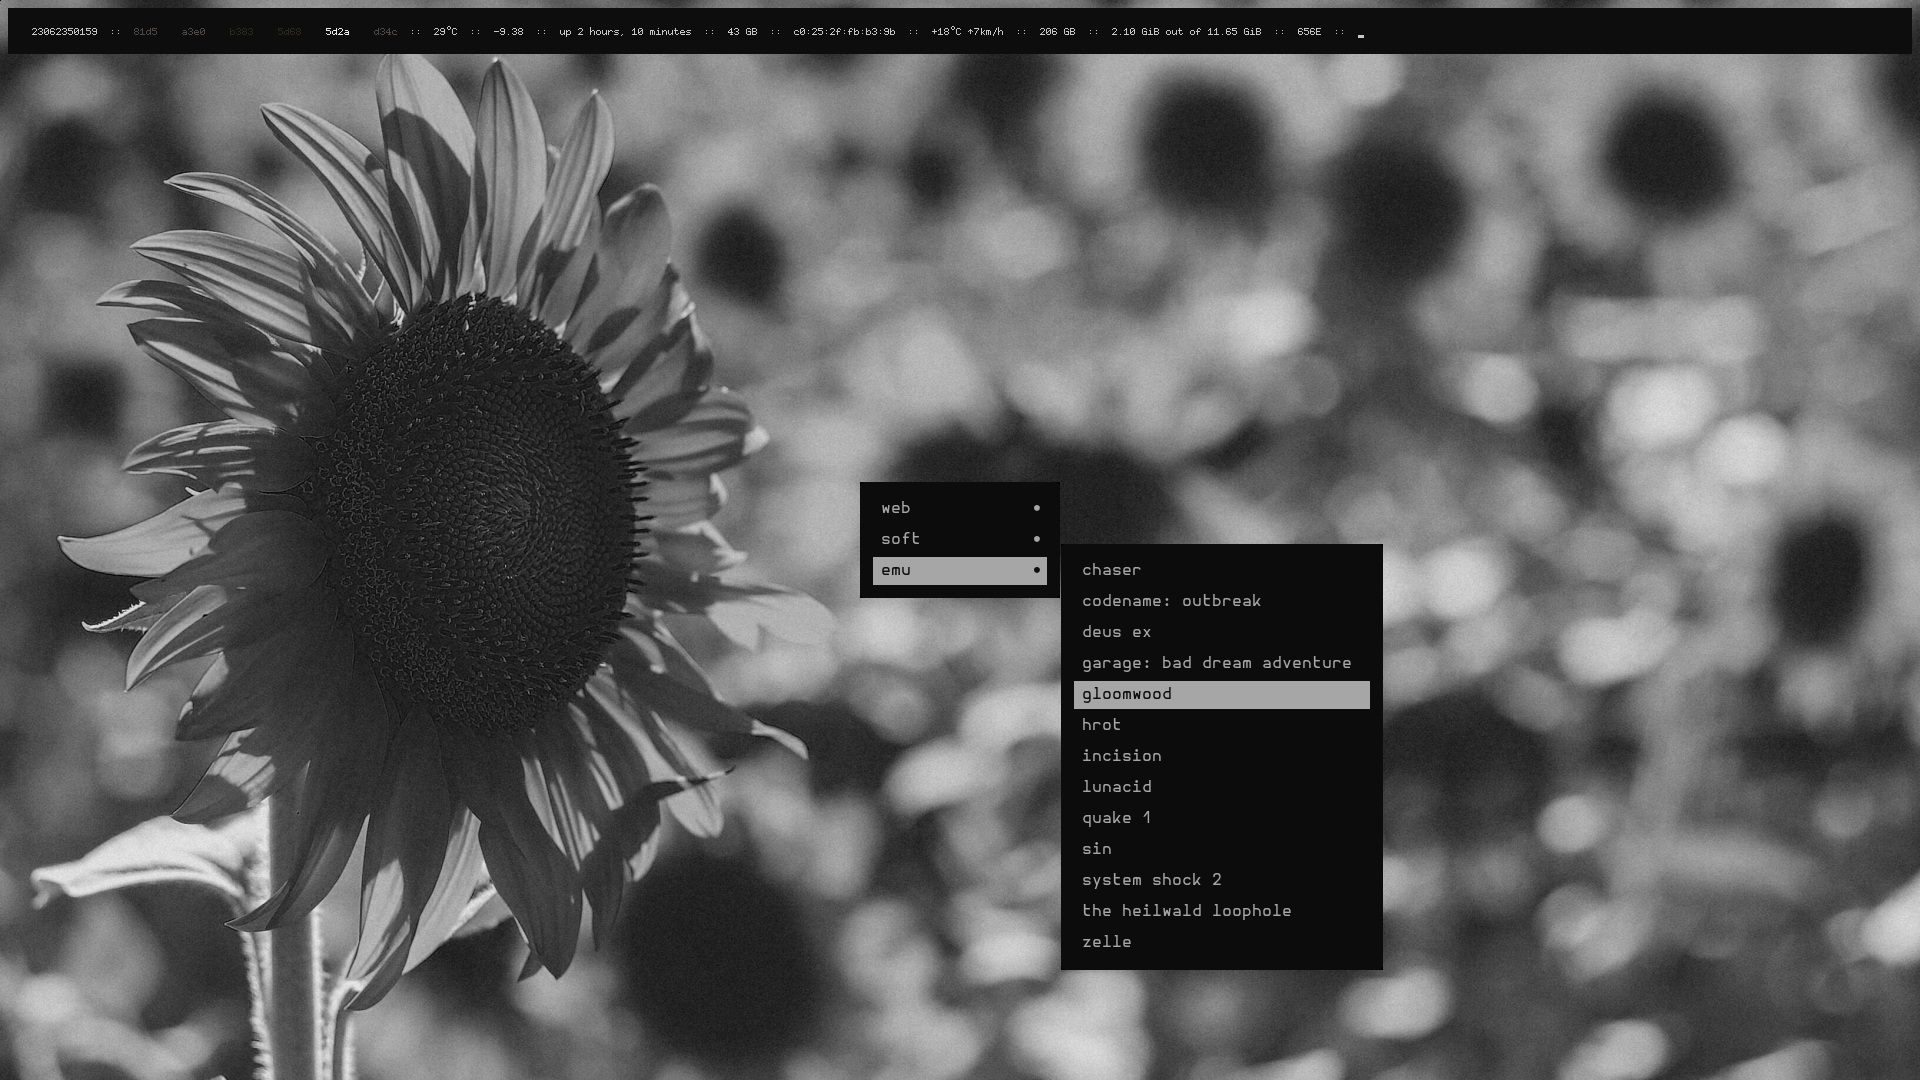 23062350159 :: 81d5 a3e0 b383 5d68 5d2a d34c :: 29°C :: -9.38 :: up 2 hours, 10 minutes :: 43 GB :: c0:25:2f:fb:b3:9b :: +18°C ↑7km/h :: 206 GB :: 2.10 GiB out of 11.65 GiB :: 656E :: _
web •
soft •
emu •
chaser
codename: outbreak
deus ex
garage: bad dream adventure
gloomwood
hrot
incision
lunacid
quake 1
sin
system shock 2
the heilwald loophole
zelle